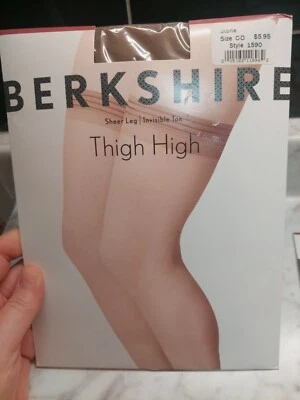 Size CD $5.95
Style 1590
BERKSHIRE
Sheer Leg | Invisible Toe
Thigh High